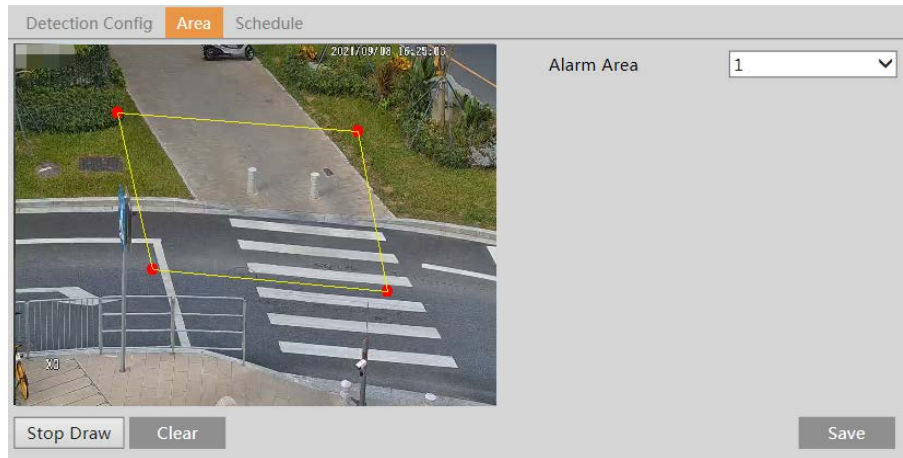 Detection Config Area Schedule
2021/09/08 16:25:03
Alarm Area 1
Stop Draw Clear Save